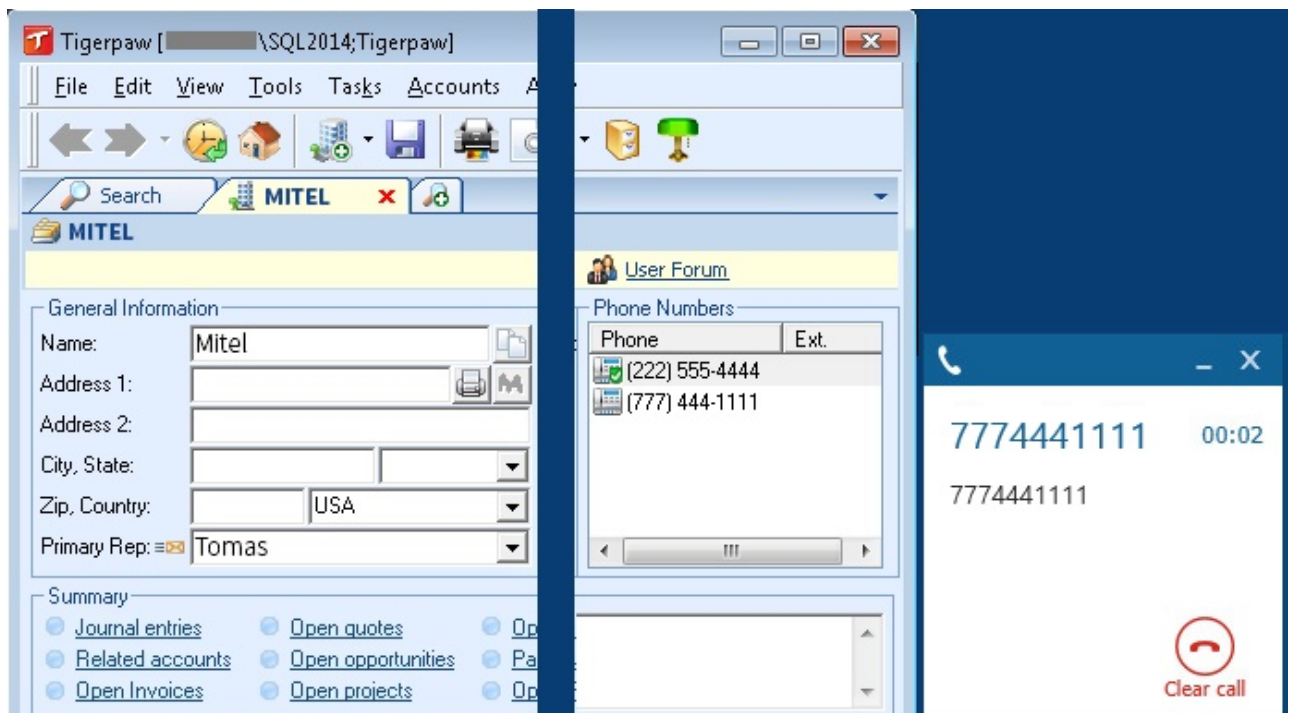 Tigerpaw [ \SQL2014;Tigerpaw]
File Edit View Tools Tasks Accounts
Search MITEL
MITEL
User Forum
General Information
Name: Mitel
Address 1:
Address 2:
City, State:
Zip, Country: USA
Primary Rep: Tomas
Phone Numbers
Phone Ext.
(222) 555-4444
(777) 444-1111
Summary
Journal entries Open quotes Op
Related accounts Open opportunities Pa
Open Invoices Open projects Op
7774441111 00:02
7774441111
Clear call